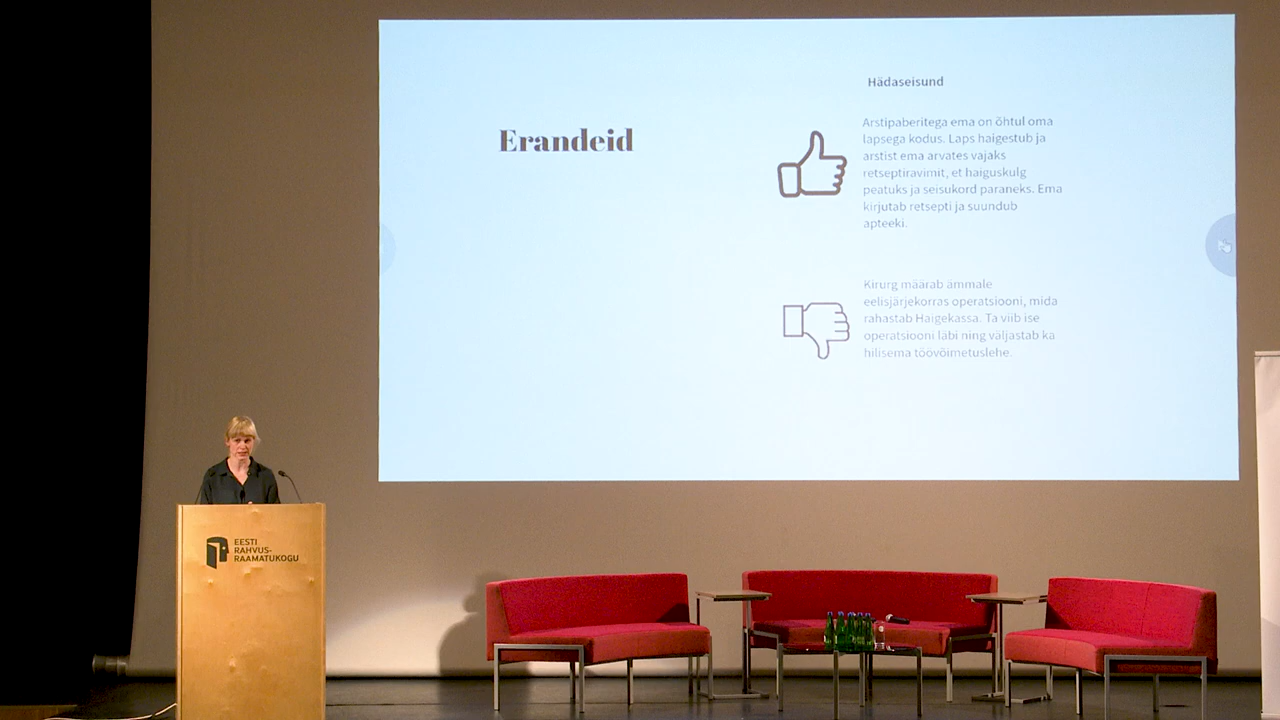 Erandeid
Hädaseisund
Arstipaberitega ema on õhtul oma
lapsega kodus. Laps haigestub ja
arstist ema arvates vajaks
retseptiravimit, et haiguskulg
peatuks ja seisukord paraneks. Ema
kirjutab retsepti ja suundub
apteeki.
Kirurg määrab ämmale
eelisjärjekorras operatsiooni, mida
rahastab Haigekassa. Ta viib ise
operatsiooni läbi ning väljastab ka
hilisema töövõimetuslehe.
EESTI
RAHVUS-
RAAMATUKOGU